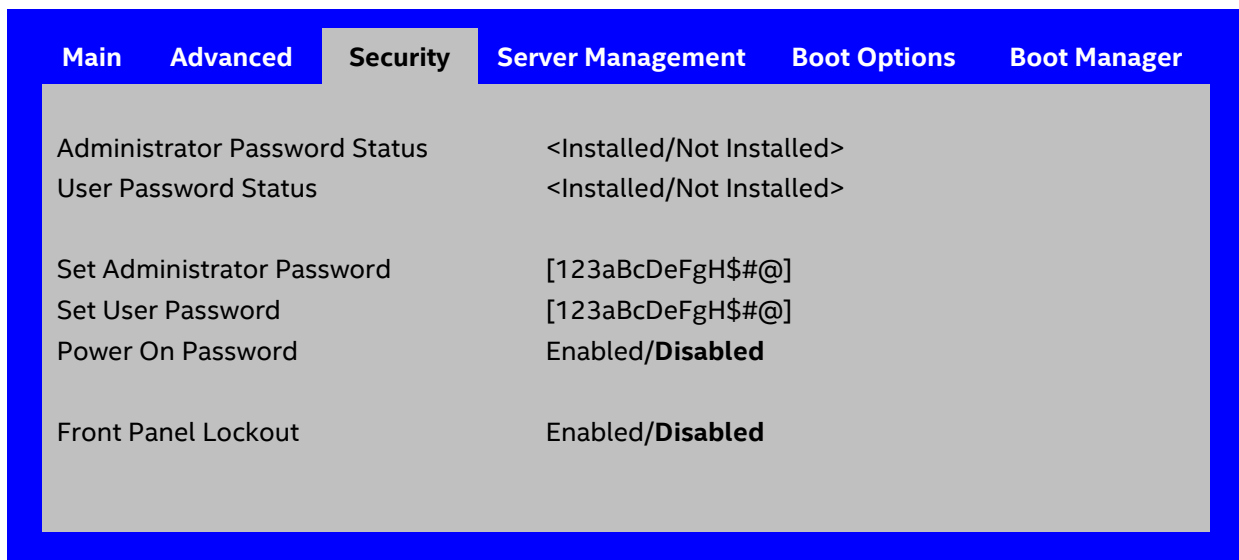 Main Advanced Security Server Management Boot Options Boot Manager
Administrator Password Status <Installed/Not Installed>
User Password Status <Installed/Not Installed>
Set Administrator Password [123aBcDeFgH$#@]
Set User Password [123aBcDeFgH$#@]
Power On Password Enabled/Disabled
Front Panel Lockout Enabled/Disabled